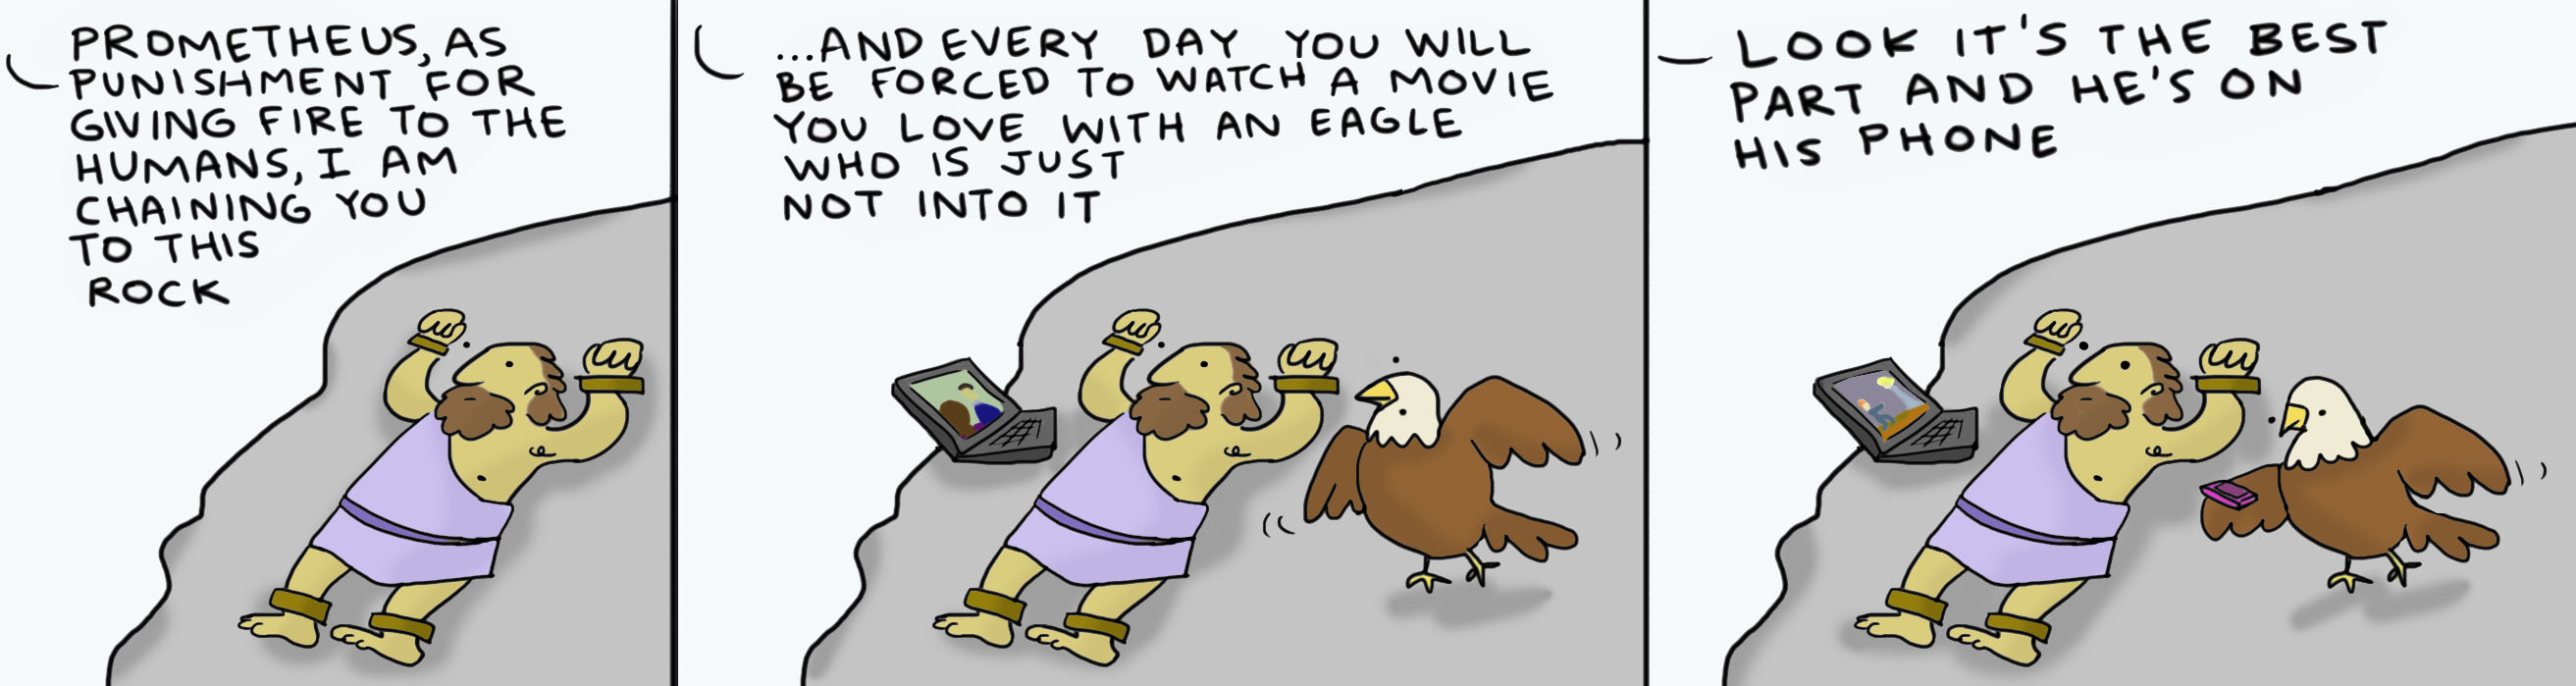 PROMETHEUS, AS
PUNISHMENT FOR
GIVING FIRE TO THE
HUMANS, I AM
CHAINING YOU
TO THIS
ROCK
...AND EVERY DAY YOU WILL
BE FORCED TO WATCH A MOVIE
YOU LOVE WITH AN EAGLE
WHO IS JUST
NOT INTO IT
LOOK IT'S THE BEST
PART AND HE'S ON
HIS PHONE